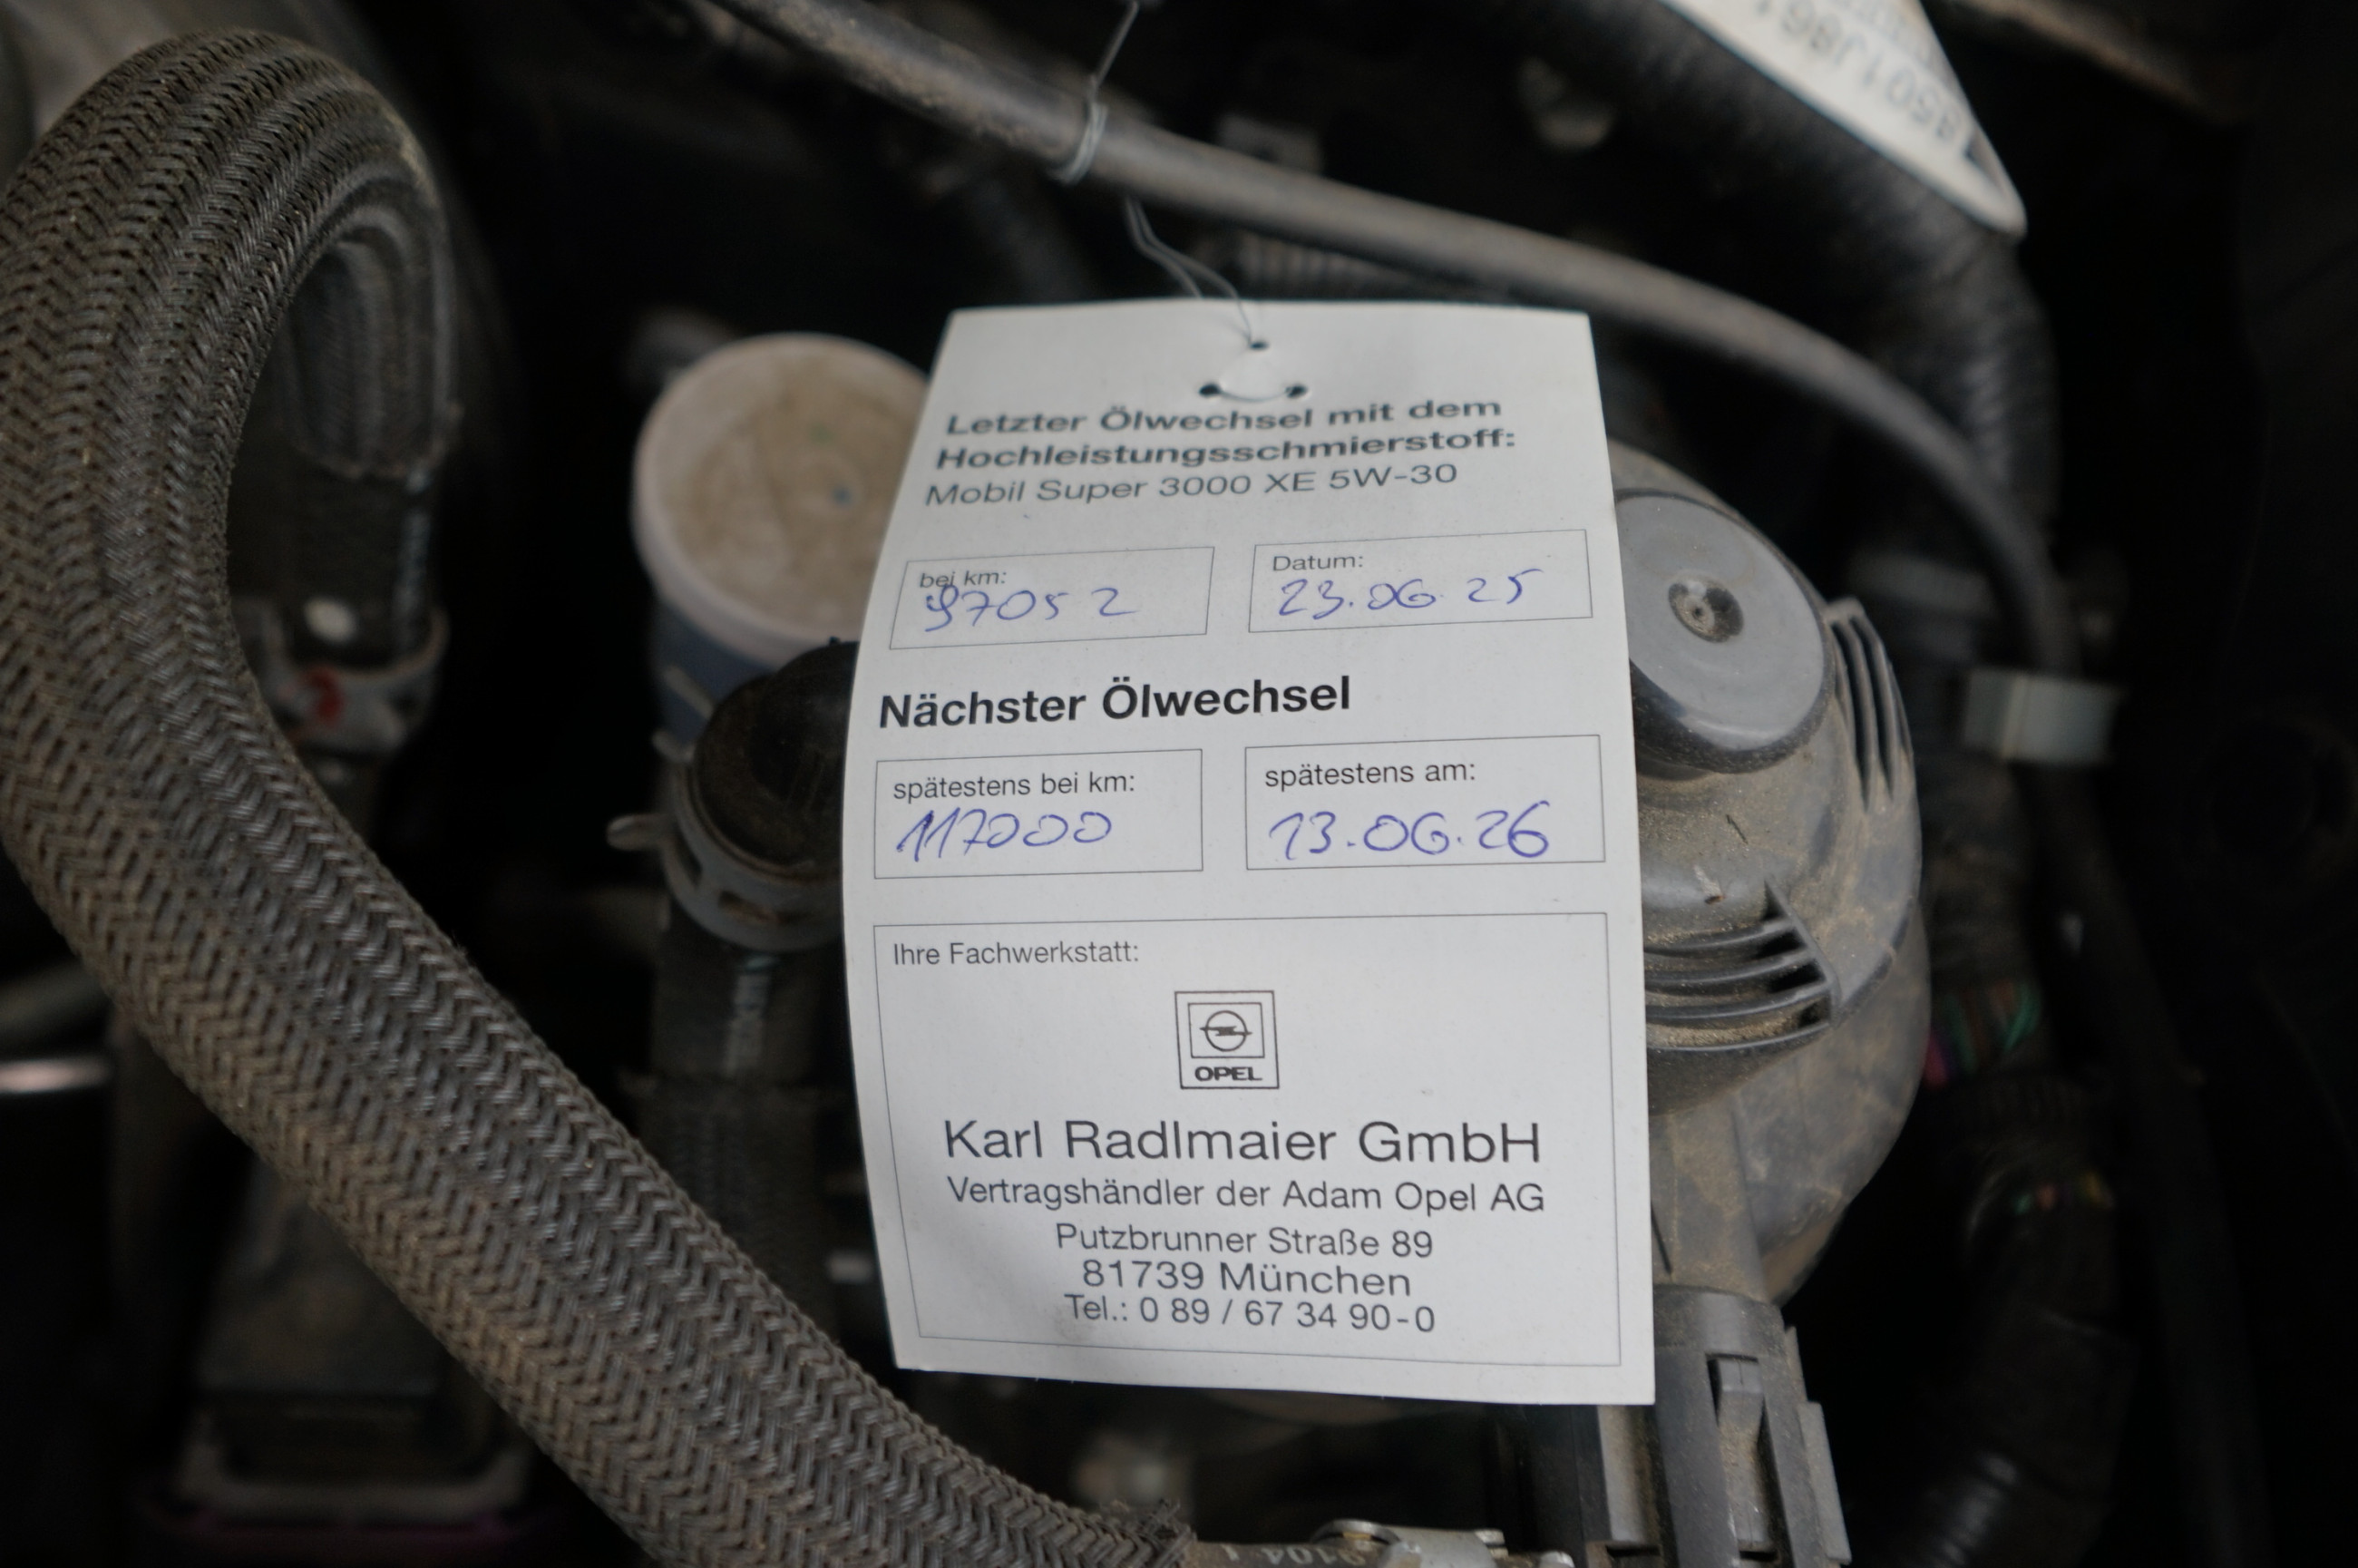 Letzter Ölwechsel mit dem
Hochleistungsschmierstoff:
Mobil Super 3000 XE 5W-30
bei km:
97052
Datum:
23.06.25
Nächster Ölwechsel
spätestens bei km:
117000
spätestens am:
13.06.26
Ihre Fachwerkstatt:
OPEL
Karl Radlmaier GmbH
Vertragshändler der Adam Opel AG
Putzbrunner Straße 89
81739 München
Tel.: 0 89 / 67 34 90-0